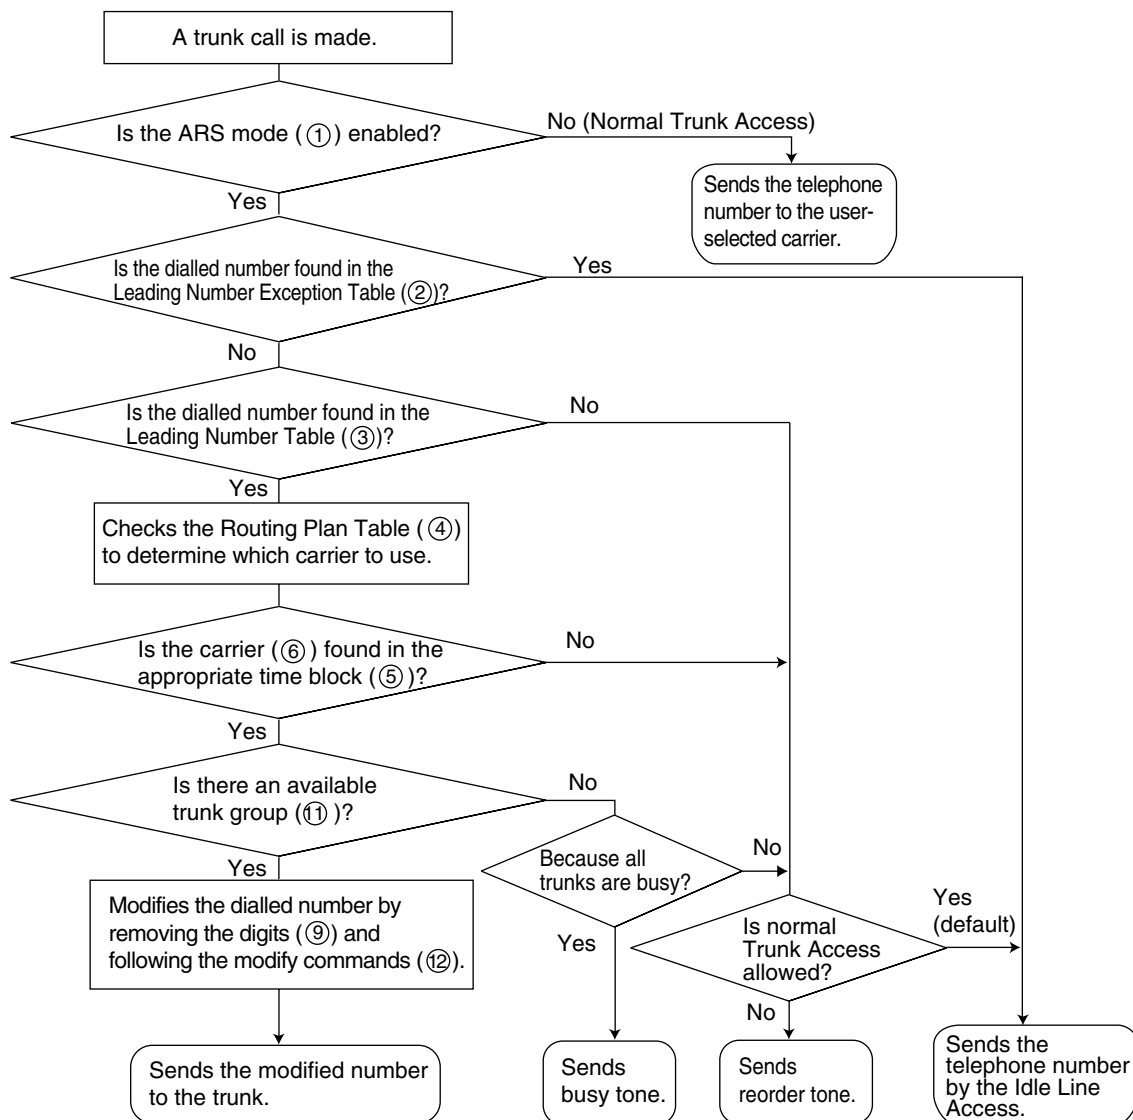 A trunk call is made.
Is the ARS mode (①) enabled?
No (Normal Trunk Access)
Sends the telephone
number to the user-
selected carrier.
Yes
Is the dialled number found in the
Leading Number Exception Table (②)?
Yes
No
Is the dialled number found in the
Leading Number Table (③)?
No
Yes
Checks the Routing Plan Table (④)
to determine which carrier to use.
Is the carrier (⑥) found in the
appropriate time block (⑤)?
No
Yes
Is there an available
trunk group (⑪)?
No
Because all
trunks are busy?
No
Yes
Is normal
Trunk Access
allowed?
Yes
(default)
No
Yes
Modifies the dialled number by
removing the digits (⑨) and
following the modify commands (⑫).
Sends the modified number
to the trunk.
Sends
busy tone.
Sends
reorder tone.
Sends the
telephone number
by the Idle Line
Access.